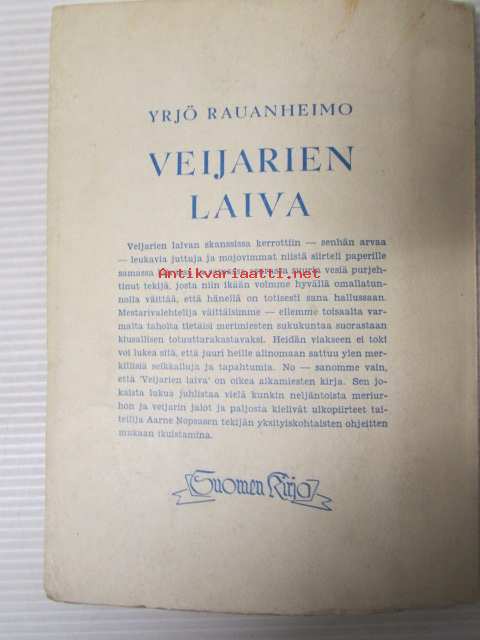 YRJÖ RAUANHEIMO
VEIJARIEN
LAIVA
Veijarien laivan skanssissa kerrottiin — senhän arvaa
— leukavia juttuja ja mojovimmat niistä siirteli paperille
samassa vesiä purjeh-
Antikvariaatti.net
tinut tekijä, josta niin ikään voimme hyvällä omallatun-
nolla väittää, että hänellä on totisesti sana hallussaan.
Mestarivalehtelija väittäisimme — ellemme toisaalta var-
malta taholta tietäisi merimiesten sukukuntaa suorastaan
kiusallisen totuuttarakastavaksi. Heidän viakseen ei toki
voi lukea sitä, että juuri heille alinomaan sattuu ylen mer-
killisiä seikkailuja ja tapahtumia. No — sanomme vain,
että 'Veijarien laiva' on oikea aikamiesten kirja. Sen jo-
kaista lukua juhlistaa vielä kunkin neljäntoista meriur-
hon ja veijarin jalot ja paljosta kielivät ulkopiirteet tai-
teilija Aarne Nopsasen tekijän yksityiskohtaisten ohjeitten
mukaan ikuistamina.
Suomen Kirja